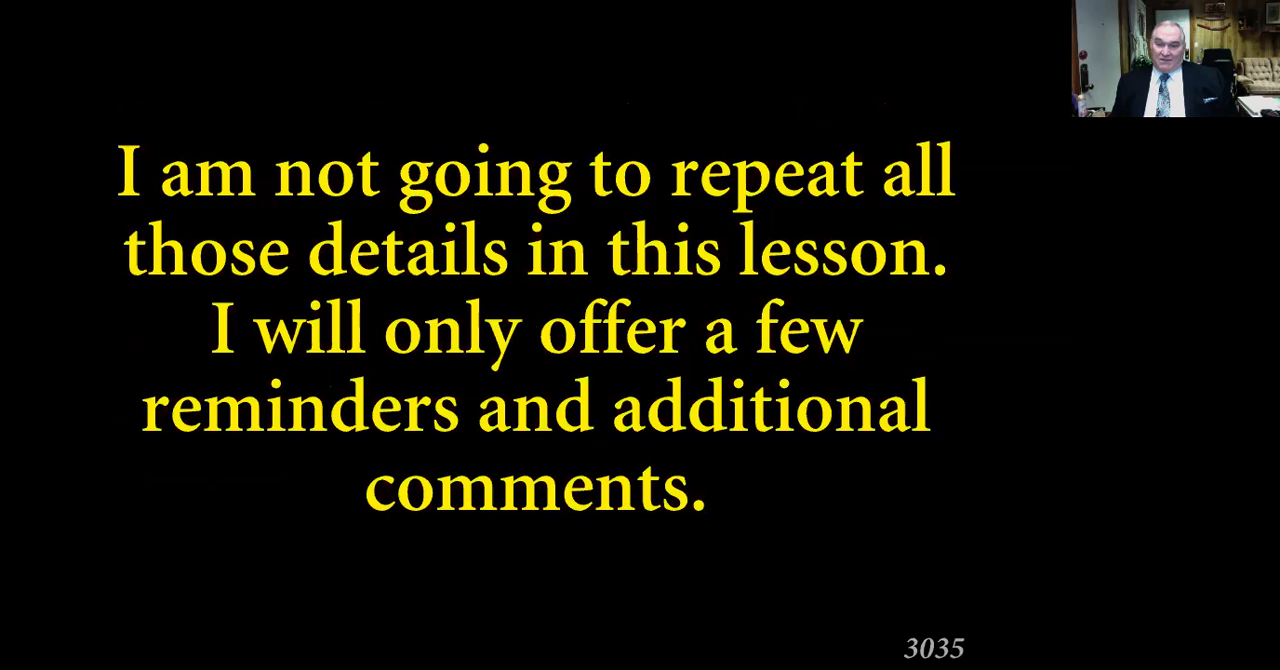 I am not going to repeat all
those details in this lesson.
I will only offer a few
reminders and additional
comments.
3035